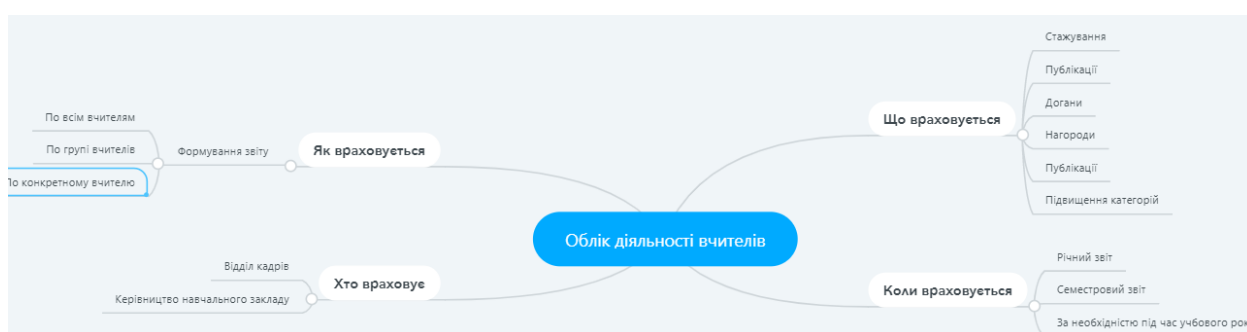 Стажування
Публікації
Догани
Нагороди
Публікації
Підвищення категорій
Що враховується
По всім вчителям
По групі вчителів
По конкретному вчителю
Формування звіту
Як враховується
Облік діяльності вчителів
Відділ кадрів
Керівництво навчального закладу
Хто враховує
Коли враховується
Річний звіт
Семестровий звіт
За необхідністю під час учбового